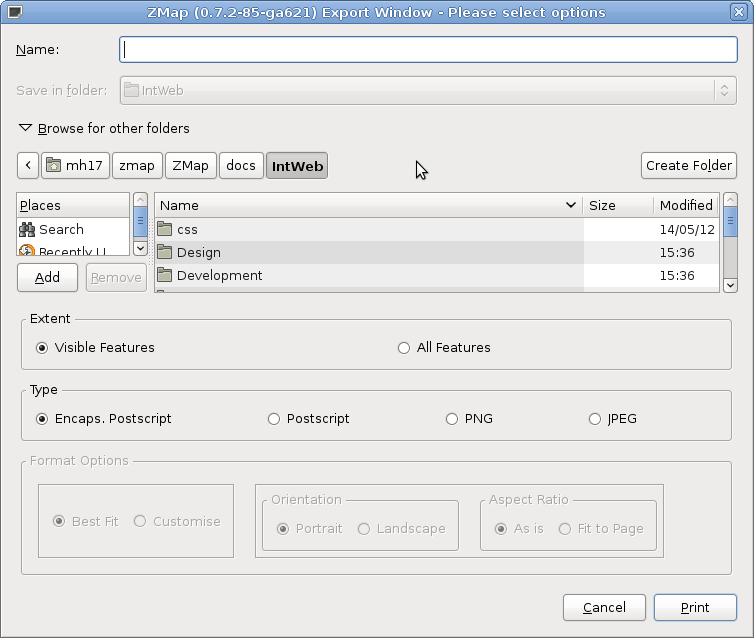 ZMap (0.7.2-85-ga621) Export Window - Please select options
Name:
Save in folder: IntWeb
Browse for other folders
< mh17 zmap ZMap docs IntWeb Create Folder
Places Name Size Modified
Search css 14/05/12
Recently U Design 15:36
Development 15:36
Add Remove
Extent
Visible Features All Features
Type
Encaps. Postscript Postscript PNG JPEG
Format Options
Orientation Aspect Ratio
Best Fit Customise Portrait Landscape As is Fit to Page
Cancel Print